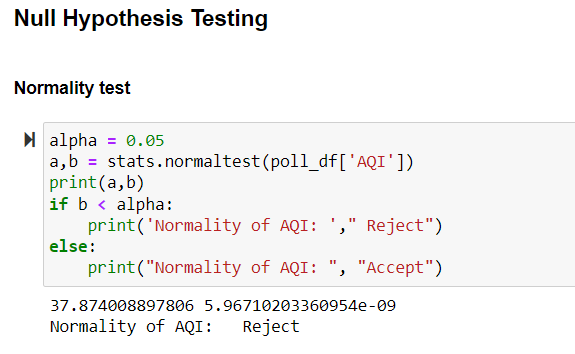 Null Hypothesis Testing
Normality test
alpha = 0.05
a,b = stats.normaltest(poll_df['AQI'])
print(a,b)
if b < alpha:
    print('Normality of AQI: '," Reject")
else:
    print("Normality of AQI: ", "Accept")
37.874008897806 5.96710203360954e-09
Normality of AQI:   Reject